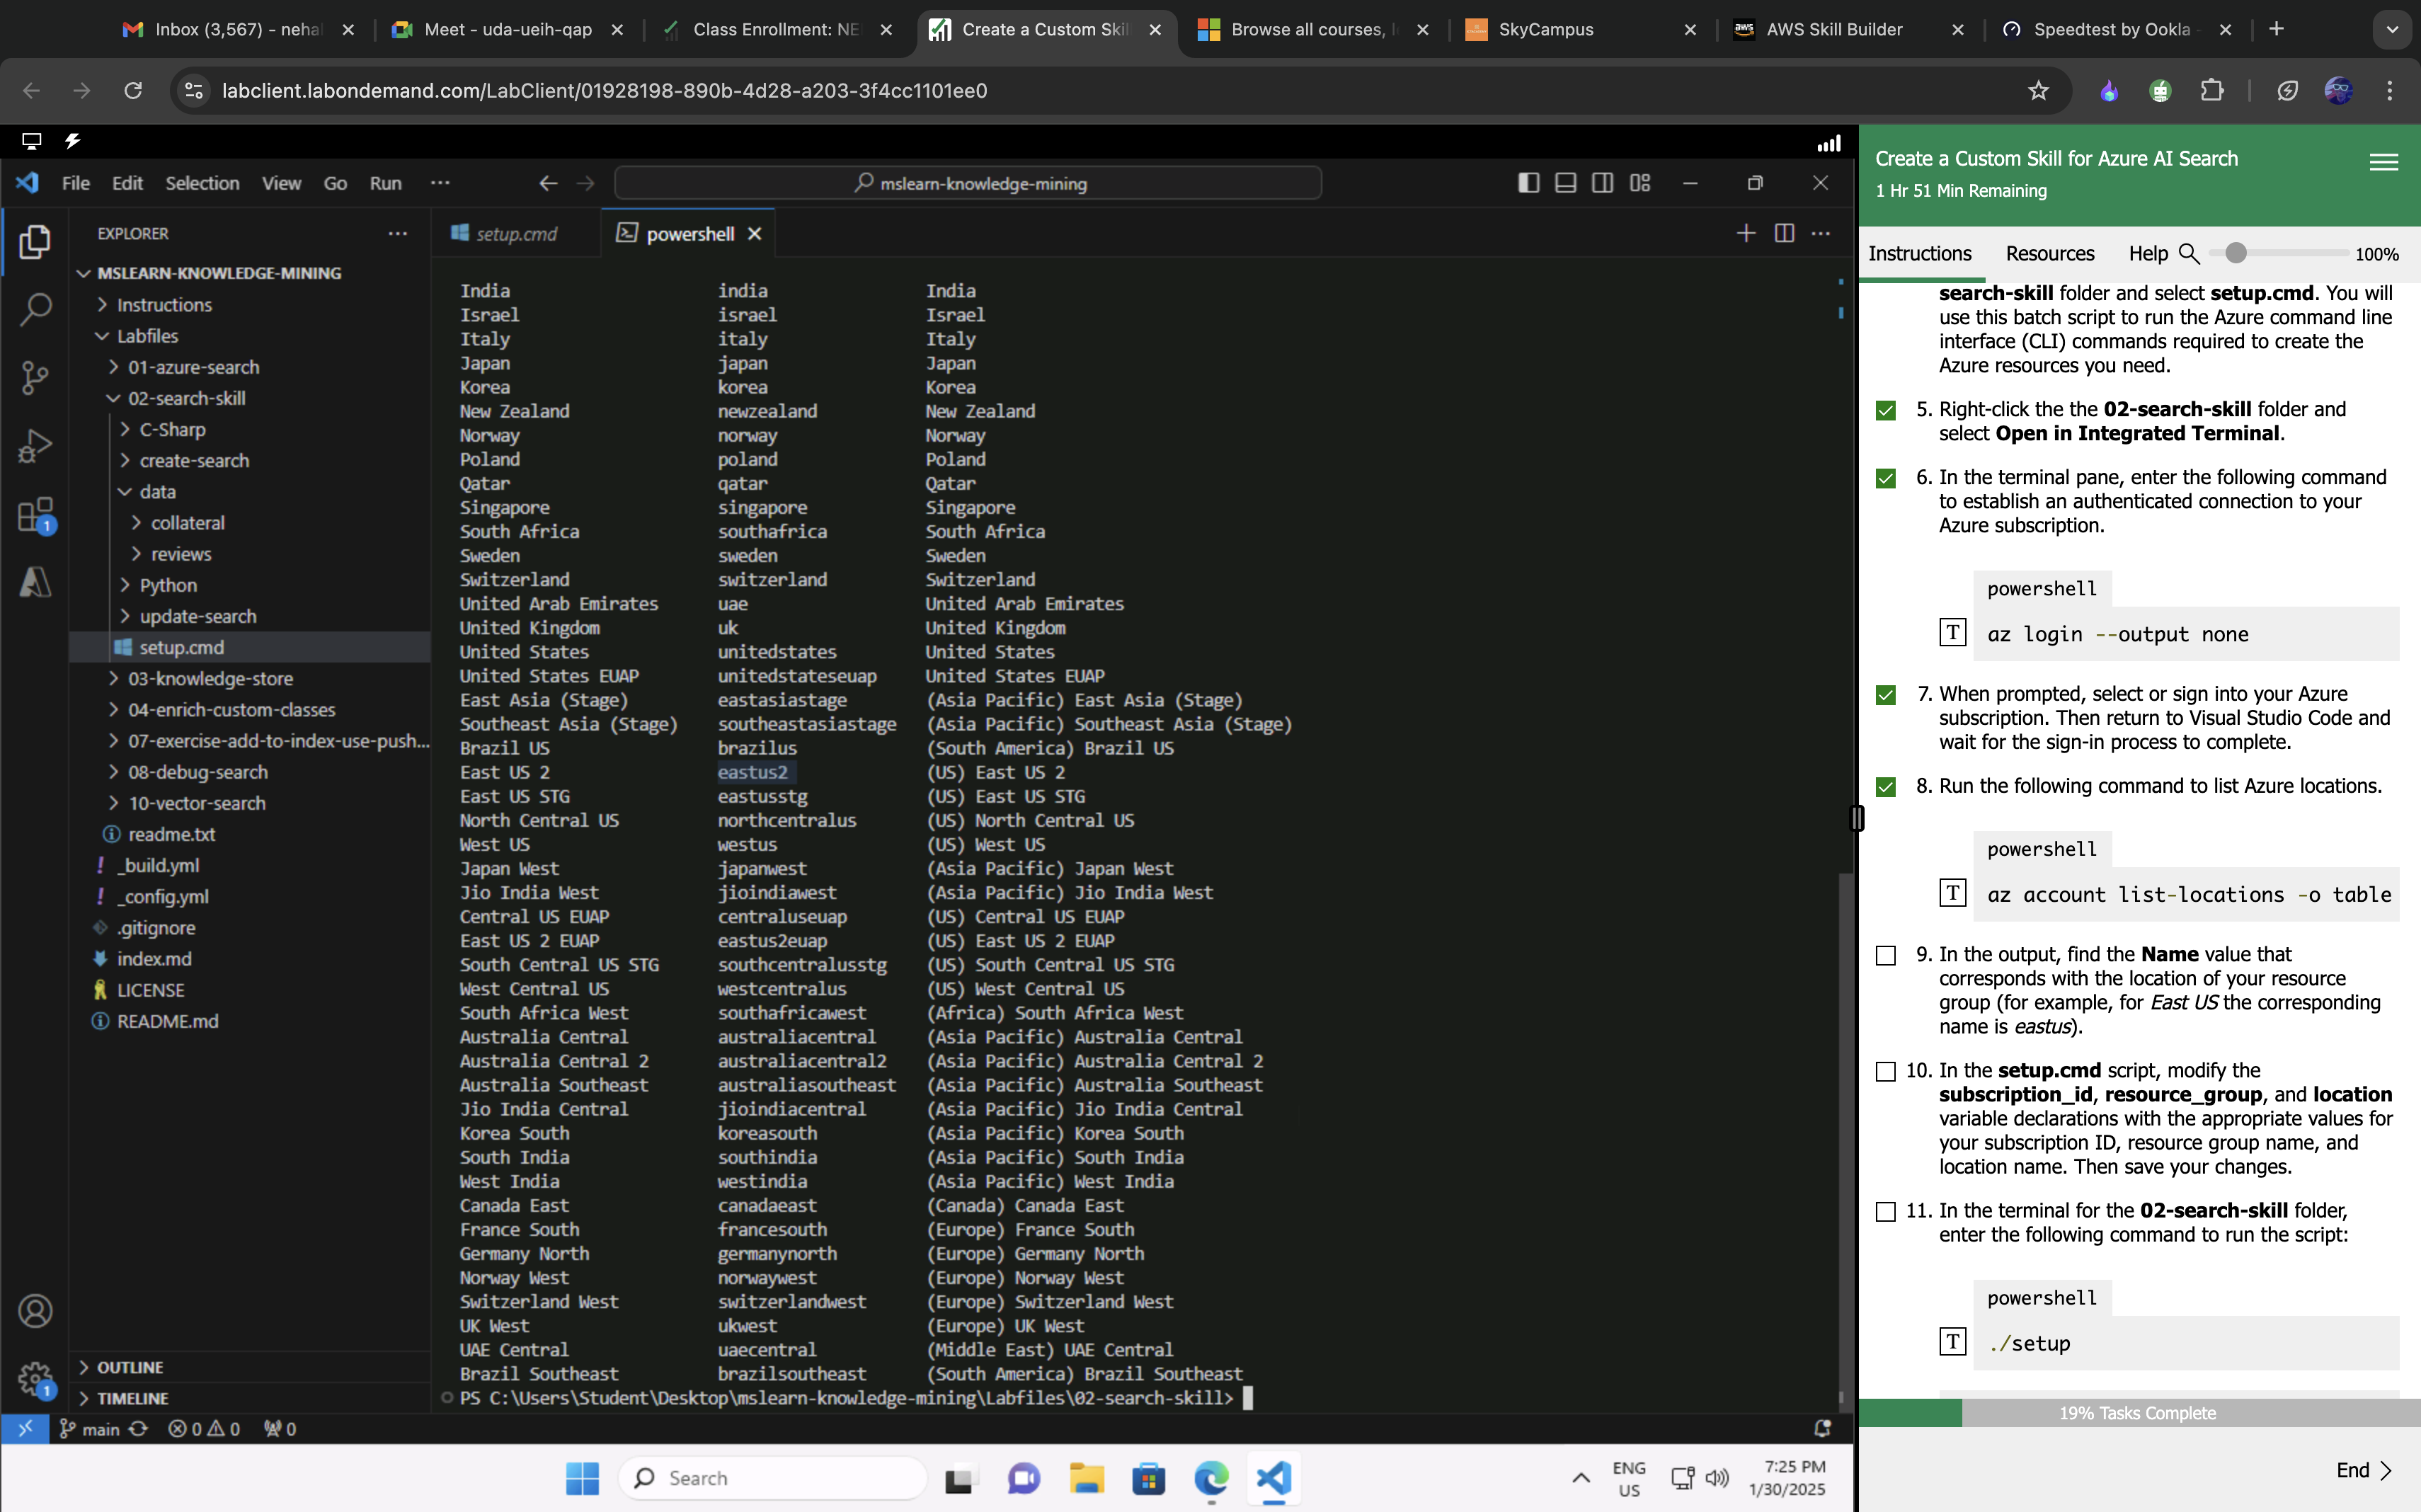 Inbox (3,567) - neha
Meet - uda-ueih-qap
Class Enrollment: NE
Create a Custom Skil
Browse all courses, l
SkyCampus
aws
AWS Skill Builder
Speedtest by Ookla
labclient.labondemand.com/LabClient/01928198-890b-4d28-a203-3f4cc1101ee0
File Edit Selection View Go Run ···
mslearn-knowledge-mining
EXPLORER
MSLEARN-KNOWLEDGE-MINING
Instructions
Labfiles
01-azure-search
02-search-skill
C-Sharp
create-search
data
collateral
reviews
Python
update-search
setup.cmd
03-knowledge-store
04-enrich-custom-classes
07-exercise-add-to-index-use-push...
08-debug-search
10-vector-search
readme.txt
_build.yml
_config.yml
.gitignore
index.md
LICENSE
README.md
OUTLINE
TIMELINE
1
1
setup.cmd
powershell
India india India
Israel israel Israel
Italy italy Italy
Japan japan Japan
Korea korea Korea
New Zealand newzealand New Zealand
Norway norway Norway
Poland poland Poland
Qatar qatar Qatar
Singapore singapore Singapore
South Africa southafrica South Africa
Sweden sweden Sweden
Switzerland switzerland Switzerland
United Arab Emirates uae United Arab Emirates
United Kingdom uk United Kingdom
United States unitedstates United States
United States EUAP unitedstateseuap United States EUAP
East Asia (Stage) eastasiastage (Asia Pacific) East Asia (Stage)
Southeast Asia (Stage) southeastasiastage (Asia Pacific) Southeast Asia (Stage)
Brazil US brazilus (South America) Brazil US
East US 2 eastus2 (US) East US 2
East US STG eastusstg (US) East US STG
North Central US northcentralus (US) North Central US
West US westus (US) West US
Japan West japanwest (Asia Pacific) Japan West
Jio India West jioindiawest (Asia Pacific) Jio India West
Central US EUAP centraluseuap (US) Central US EUAP
East US 2 EUAP eastus2euap (US) East US 2 EUAP
South Central US STG southcentralusstg (US) South Central US STG
West Central US westcentralus (US) West Central US
South Africa West southafricawest (Africa) South Africa West
Australia Central australiacentral (Asia Pacific) Australia Central
Australia Central 2 australiacentral2 (Asia Pacific) Australia Central 2
Australia Southeast australiasoutheast (Asia Pacific) Australia Southeast
Jio India Central jioindiacentral (Asia Pacific) Jio India Central
Korea South koreasouth (Asia Pacific) Korea South
South India southindia (Asia Pacific) South India
West India westindia (Asia Pacific) West India
Canada East canadaeast (Canada) Canada East
France South francesouth (Europe) France South
Germany North germanynorth (Europe) Germany North
Norway West norwaywest (Europe) Norway West
Switzerland West switzerlandwest (Europe) Switzerland West
UK West ukwest (Europe) UK West
UAE Central uaecentral (Middle East) UAE Central
Brazil Southeast brazilsoutheast (South America) Brazil Southeast
PS C:\Users\Student\Desktop\mslearn-knowledge-mining\Labfiles\02-search-skill>
main 0 0 0
Search
ENG
US
7:25 PM
1/30/2025
Create a Custom Skill for Azure AI Search
1 Hr 51 Min Remaining
Instructions Resources Help 100%
search-skill folder and select setup.cmd. You will
use this batch script to run the Azure command line
interface (CLI) commands required to create the
Azure resources you need.
5. Right-click the the 02-search-skill folder and
select Open in Integrated Terminal.
6. In the terminal pane, enter the following command
to establish an authenticated connection to your
Azure subscription.
powershell
T az login --output none
7. When prompted, select or sign into your Azure
subscription. Then return to Visual Studio Code and
wait for the sign-in process to complete.
8. Run the following command to list Azure locations.
powershell
T az account list-locations -o table
9. In the output, find the Name value that
corresponds with the location of your resource
group (for example, for East US the corresponding
name is eastus).
10. In the setup.cmd script, modify the
subscription_id, resource_group, and location
variable declarations with the appropriate values for
your subscription ID, resource group name, and
location name. Then save your changes.
11. In the terminal for the 02-search-skill folder,
enter the following command to run the script:
powershell
T ./setup
19% Tasks Complete
End